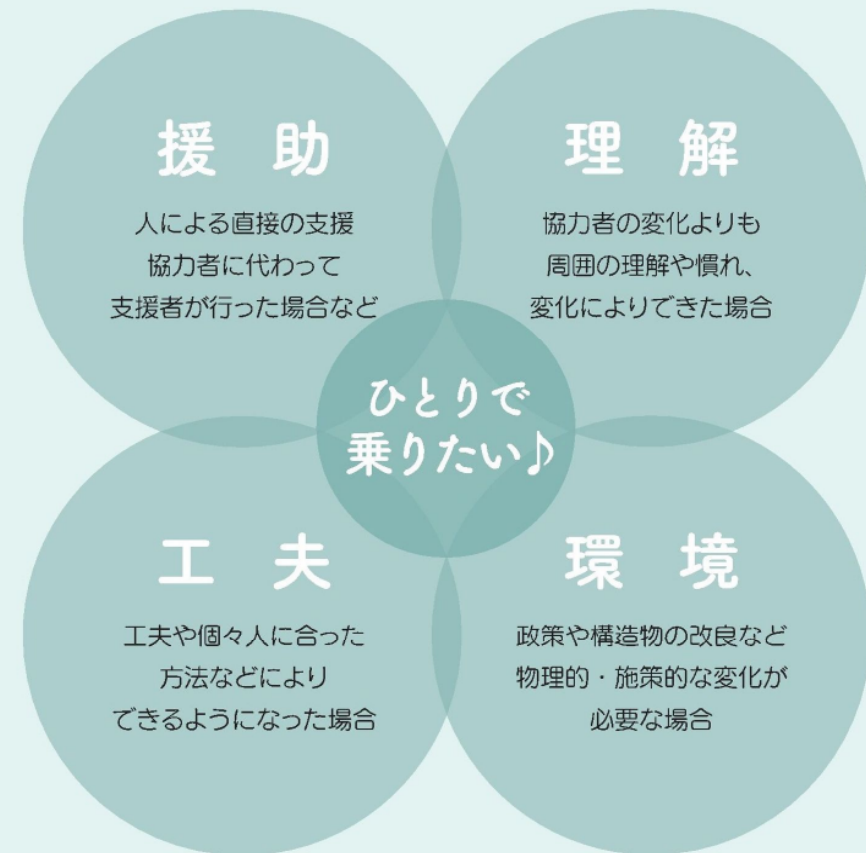 援　助
人による直接の支援
協力者に代わって
支援者が行った場合など
理　解
協力者の変化よりも
周囲の理解や慣れ、
変化によりできた場合
ひとりで
乗りたい♪
工　夫
工夫や個々人に合った
方法などにより
できるようになった場合
環　境
政策や構造物の改良など
物理的・施策的な変化が
必要な場合